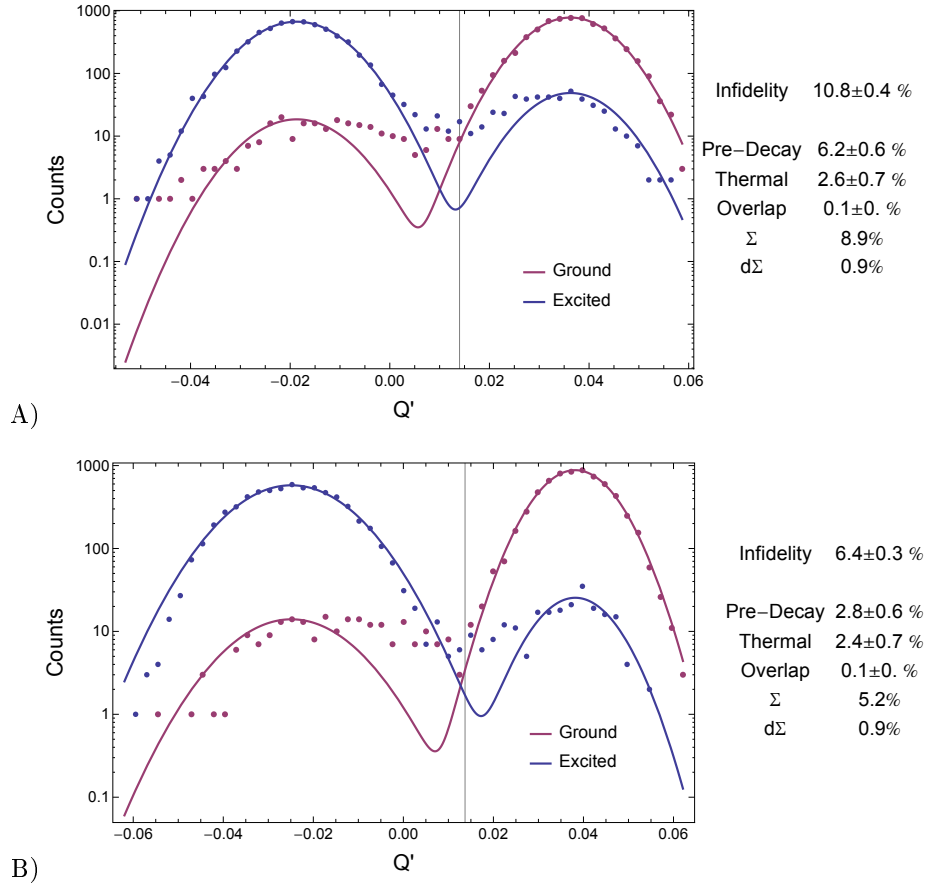 1000
100
10
1
0.1
0.01
Counts
−0.04
−0.02
0.00
0.02
0.04
0.06
Q'
Ground
Excited
Infidelity 10.8±0.4 %
Pre−Decay 6.2±0.6 %
Thermal 2.6±0.7 %
Overlap 0.1±0. %
Σ 8.9%
dΣ 0.9%
A)
1000
100
10
1
0.1
Counts
−0.06
−0.04
−0.02
0.00
0.02
0.04
0.06
Q'
Ground
Excited
Infidelity 6.4±0.3 %
Pre−Decay 2.8±0.6 %
Thermal 2.4±0.7 %
Overlap 0.1±0. %
Σ 5.2%
dΣ 0.9%
B)